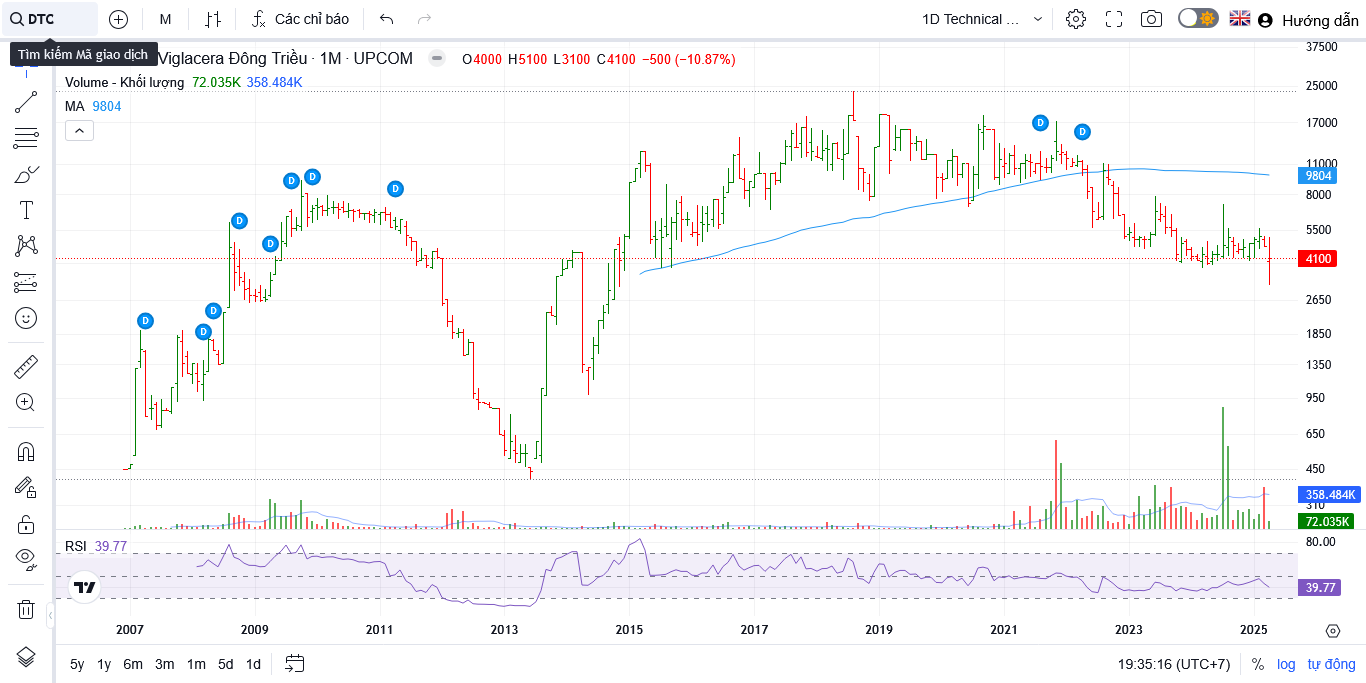 DTC
M
Các chỉ báo
1D Technical ...
Hướng dẫn
Tìm kiếm Mã giao dịch
Viglacera Đông Triều · 1M · UPCOM
O4000 H5100 L3100 C4100 −500 (−10.87%)
Volume - Khối lượng 72.035K 358.484K
MA 9804
D
D
D
D
D
D
D
D
D
D
37500
25000
17000
11000
9804
8000
5500
4100
2650
1850
1350
950
650
450
358.484K
310
72.035K
RSI 39.77
80.00
39.77
2007 2009 2011 2013 2015 2017 2019 2021 2023 2025
5y 1y 6m 3m 1m 5d 1d
19:35:16 (UTC+7) % log tự động